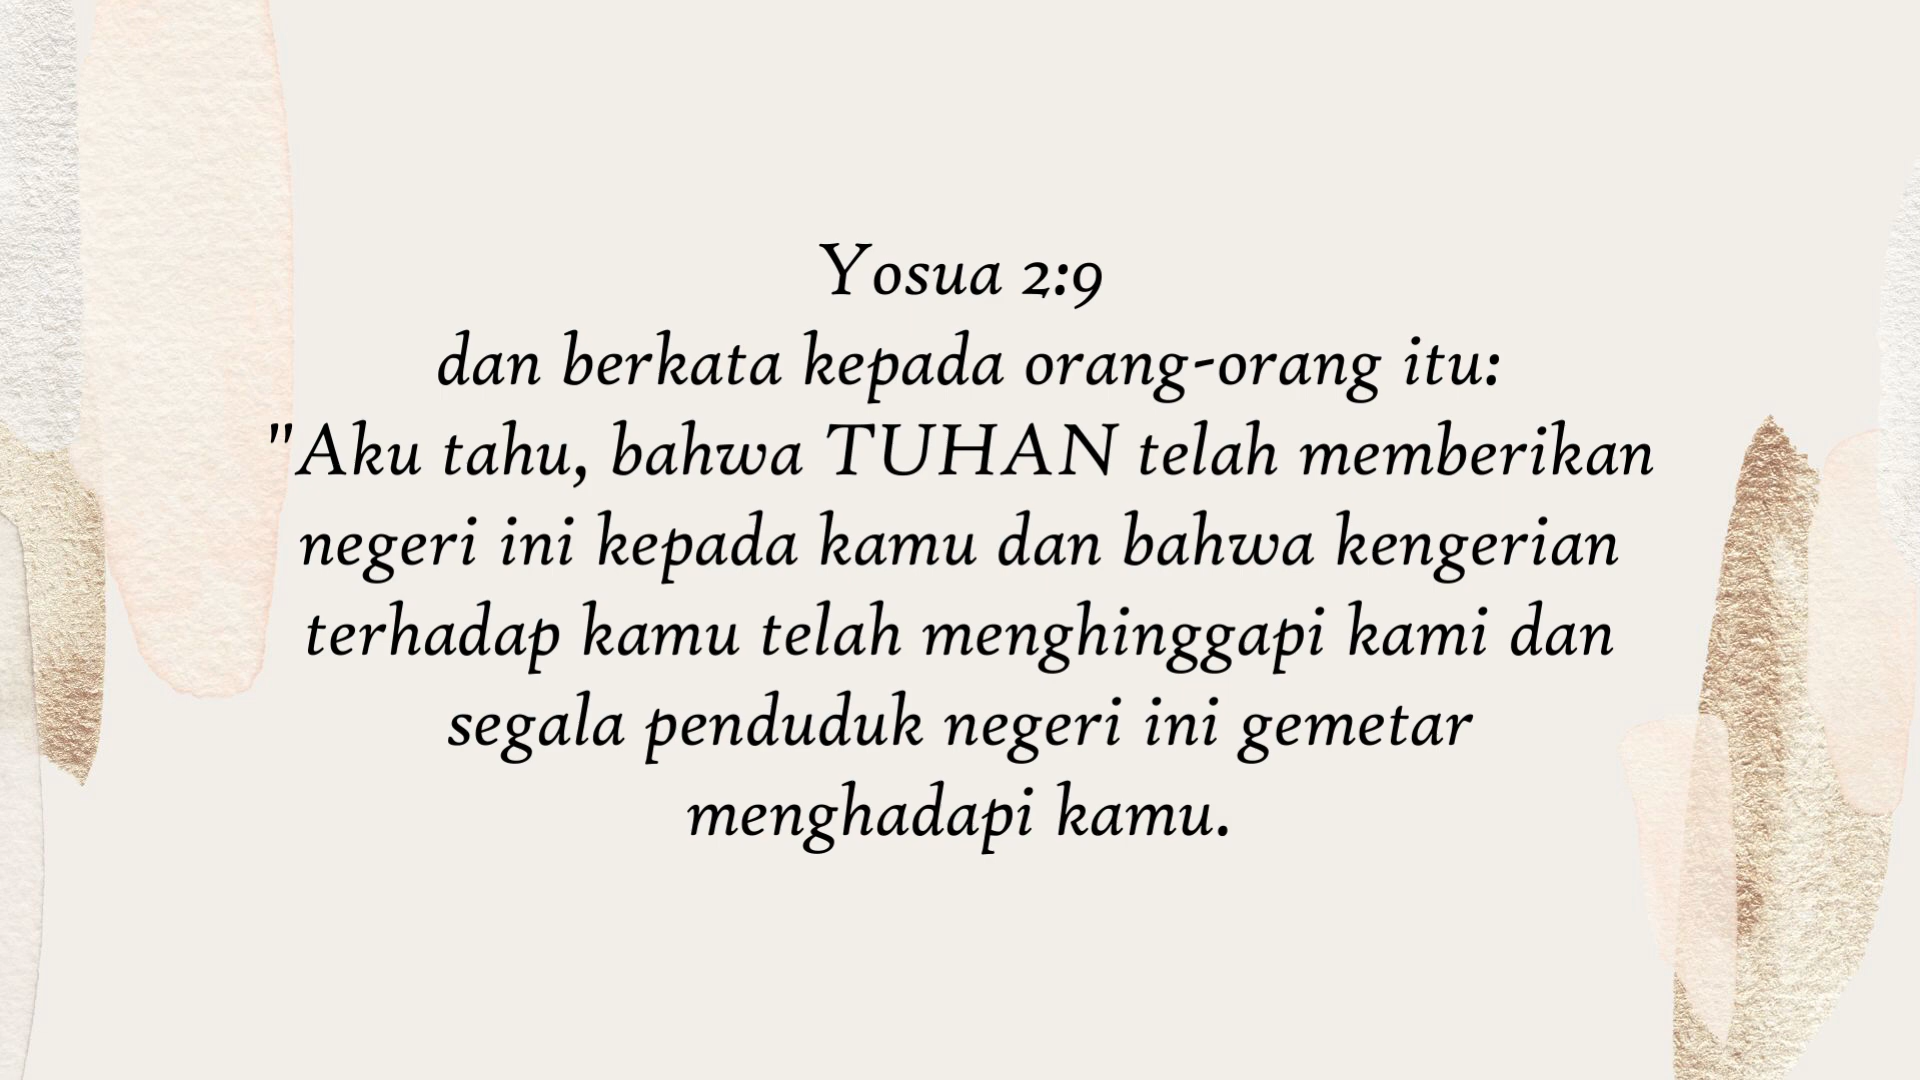 Yosua 2:9
dan berkata kepada orang-orang itu:
"Aku tahu, bahwa TUHAN telah memberikan
negeri ini kepada kamu dan bahwa kengerian
terhadap kamu telah menghinggapi kami dan
segala penduduk negeri ini gemetar
menghadapi kamu.